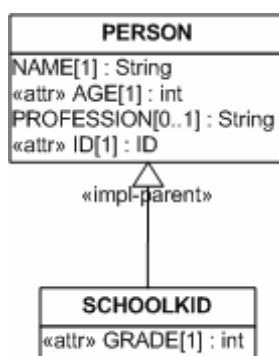 PERSON
NAME[1] : String
«attr» AGE[1] : int
PROFESSION[0..1] : String
«attr» ID[1] : ID
«impl-parent»
SCHOOLKID
«attr» GRADE[1] : int